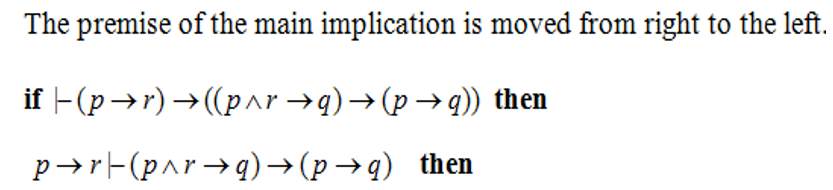 The premise of the main implication is moved from right to the left.
if ⊢(p→r)→((p∧r→q)→(p→q)) then
p→r⊢(p∧r→q)→(p→q) then